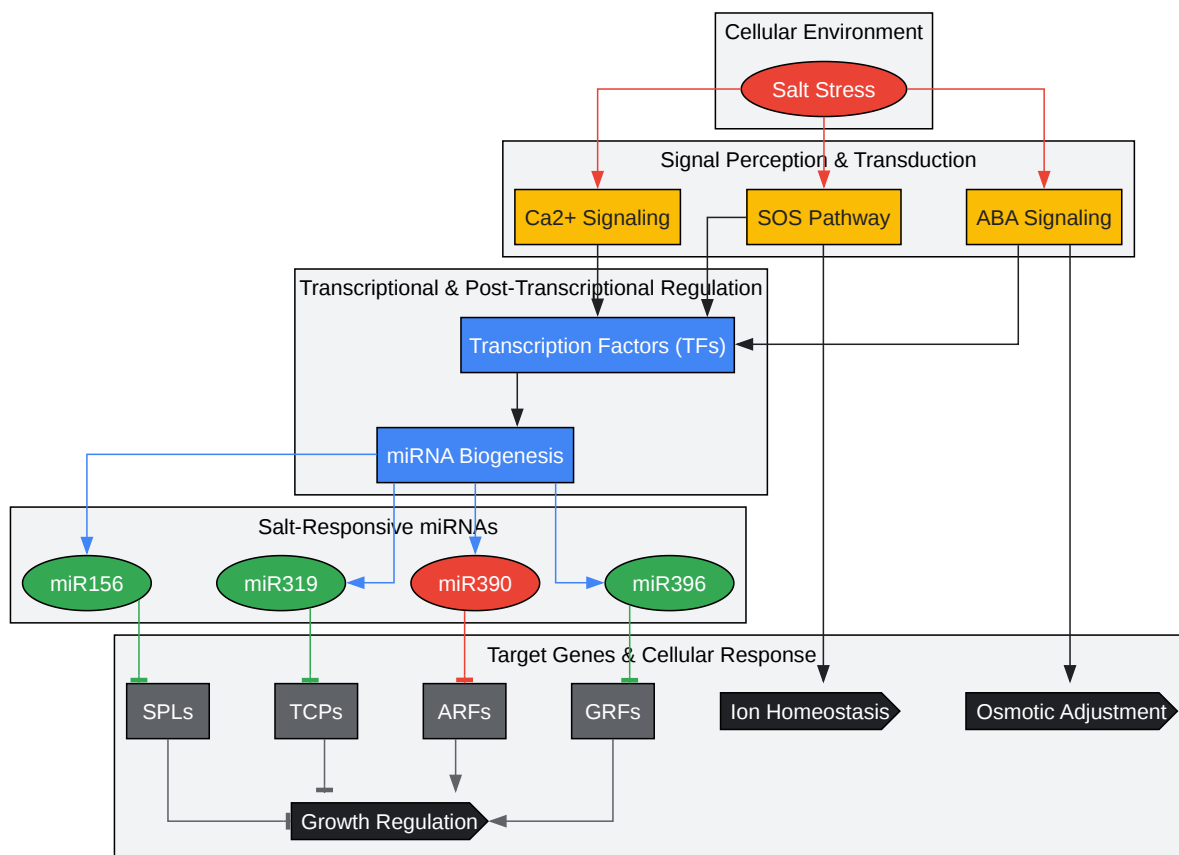 Cellular Environment
Salt Stress
Signal Perception & Transduction
Ca2+ Signaling
SOS Pathway
ABA Signaling
Transcriptional & Post-Transcriptional Regulation
Transcription Factors (TFs)
miRNA Biogenesis
Salt-Responsive miRNAs
miR156
miR319
miR390
miR396
Target Genes & Cellular Response
SPLs
TCPs
ARFs
GRFs
Ion Homeostasis
Osmotic Adjustment
Growth Regulation